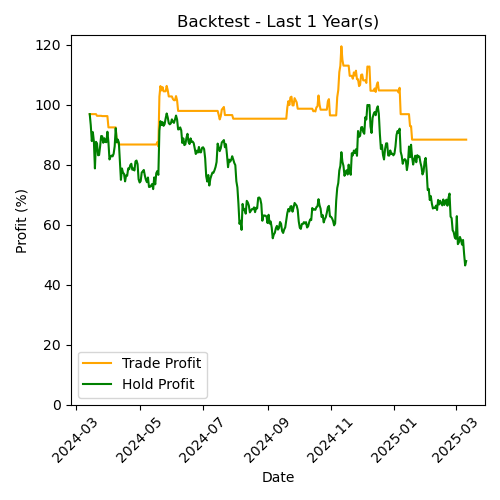 Backtest - Last 1 Year(s)
Profit (%)
120
100
80
60
40
20
0
Trade Profit
Hold Profit
2024-03
2024-05
2024-07
2024-09
2024-11
2025-01
2025-03
Date